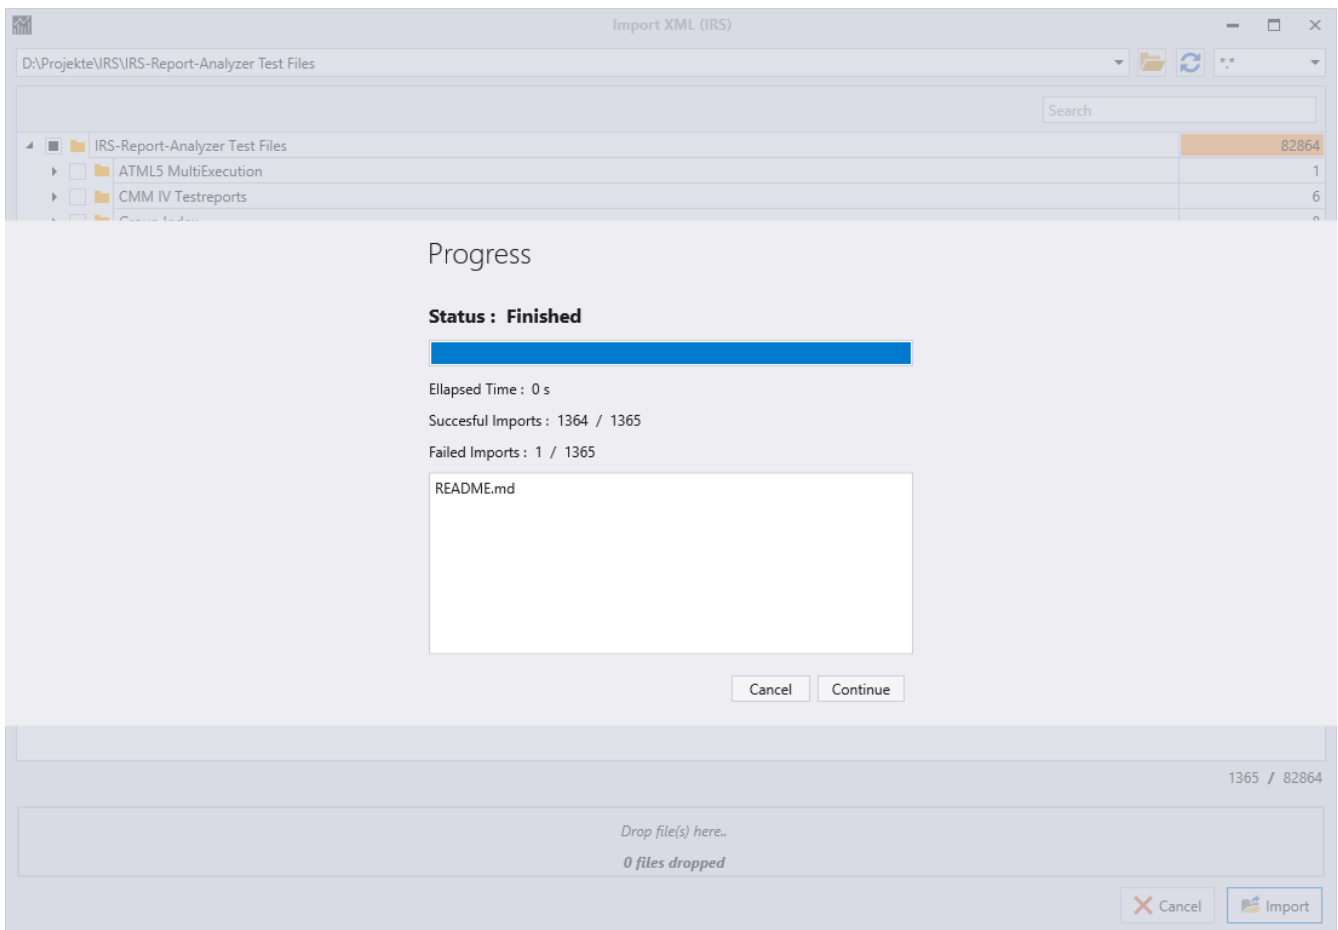 Import XML (IRS)
D:\Projekte\IRS\IRS-Report-Analyzer Test Files
*.*
Search
IRS-Report-Analyzer Test Files 82864
ATML5 MultiExecution 1
CMM IV Testreports 6
Group Index
Progress
Status : Finished
Ellapsed Time : 0 s
Succesful Imports : 1364 / 1365
Failed Imports : 1 / 1365
README.md
Cancel Continue
1365 / 82864
Drop file(s) here..
0 files dropped
Cancel Import